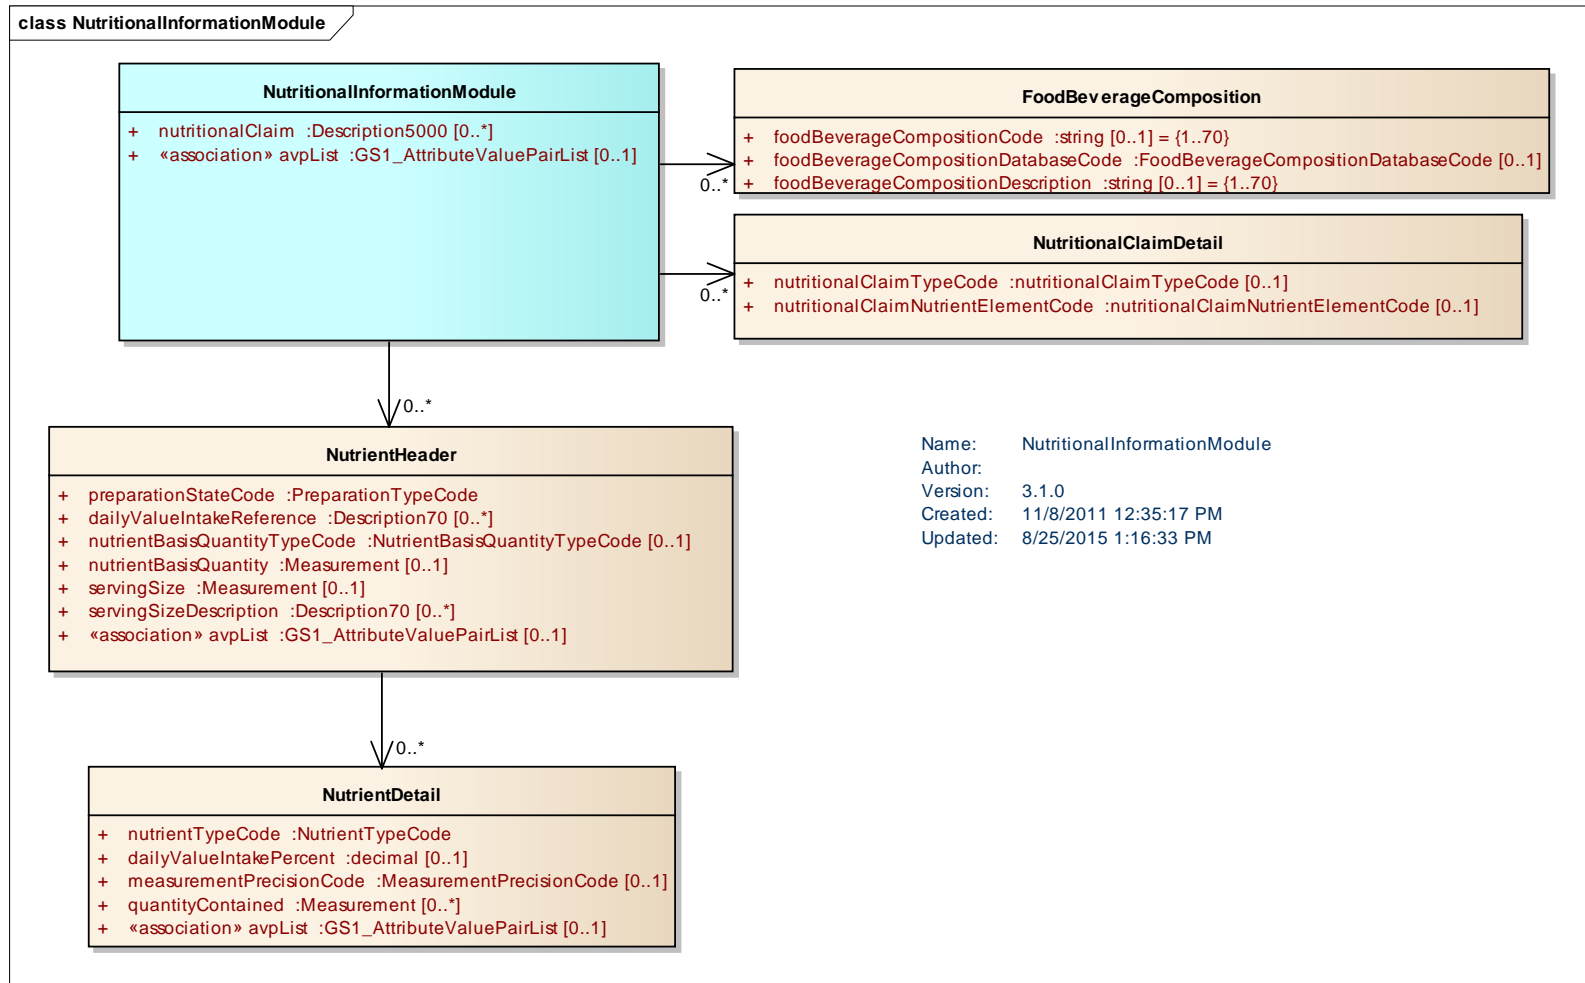 class NutritionalInformationModule
NutritionalInformationModule
+ nutritionalClaim :Description5000 [0..*]
+ «association» avpList :GS1_AttributeValuePairList [0..1]
0..*
FoodBeverageComposition
+ foodBeverageCompositionCode :string [0..1] = {1..70}
+ foodBeverageCompositionDatabaseCode :FoodBeverageCompositionDatabaseCode [0..1]
+ foodBeverageCompositionDescription :string [0..1] = {1..70}
0..*
NutritionalClaimDetail
+ nutritionalClaimTypeCode :nutritionalClaimTypeCode [0..1]
+ nutritionalClaimNutrientElementCode :nutritionalClaimNutrientElementCode [0..1]
0..*
NutrientHeader
+ preparationStateCode :PreparationTypeCode
+ dailyValueIntakeReference :Description70 [0..*]
+ nutrientBasisQuantityTypeCode :NutrientBasisQuantityTypeCode [0..1]
+ nutrientBasisQuantity :Measurement [0..1]
+ servingSize :Measurement [0..1]
+ servingSizeDescription :Description70 [0..*]
+ «association» avpList :GS1_AttributeValuePairList [0..1]
Name: NutritionalInformationModule
Author:
Version: 3.1.0
Created: 11/8/2011 12:35:17 PM
Updated: 8/25/2015 1:16:33 PM
0..*
NutrientDetail
+ nutrientTypeCode :NutrientTypeCode
+ dailyValueIntakePercent :decimal [0..1]
+ measurementPrecisionCode :MeasurementPrecisionCode [0..1]
+ quantityContained :Measurement [0..*]
+ «association» avpList :GS1_AttributeValuePairList [0..1]